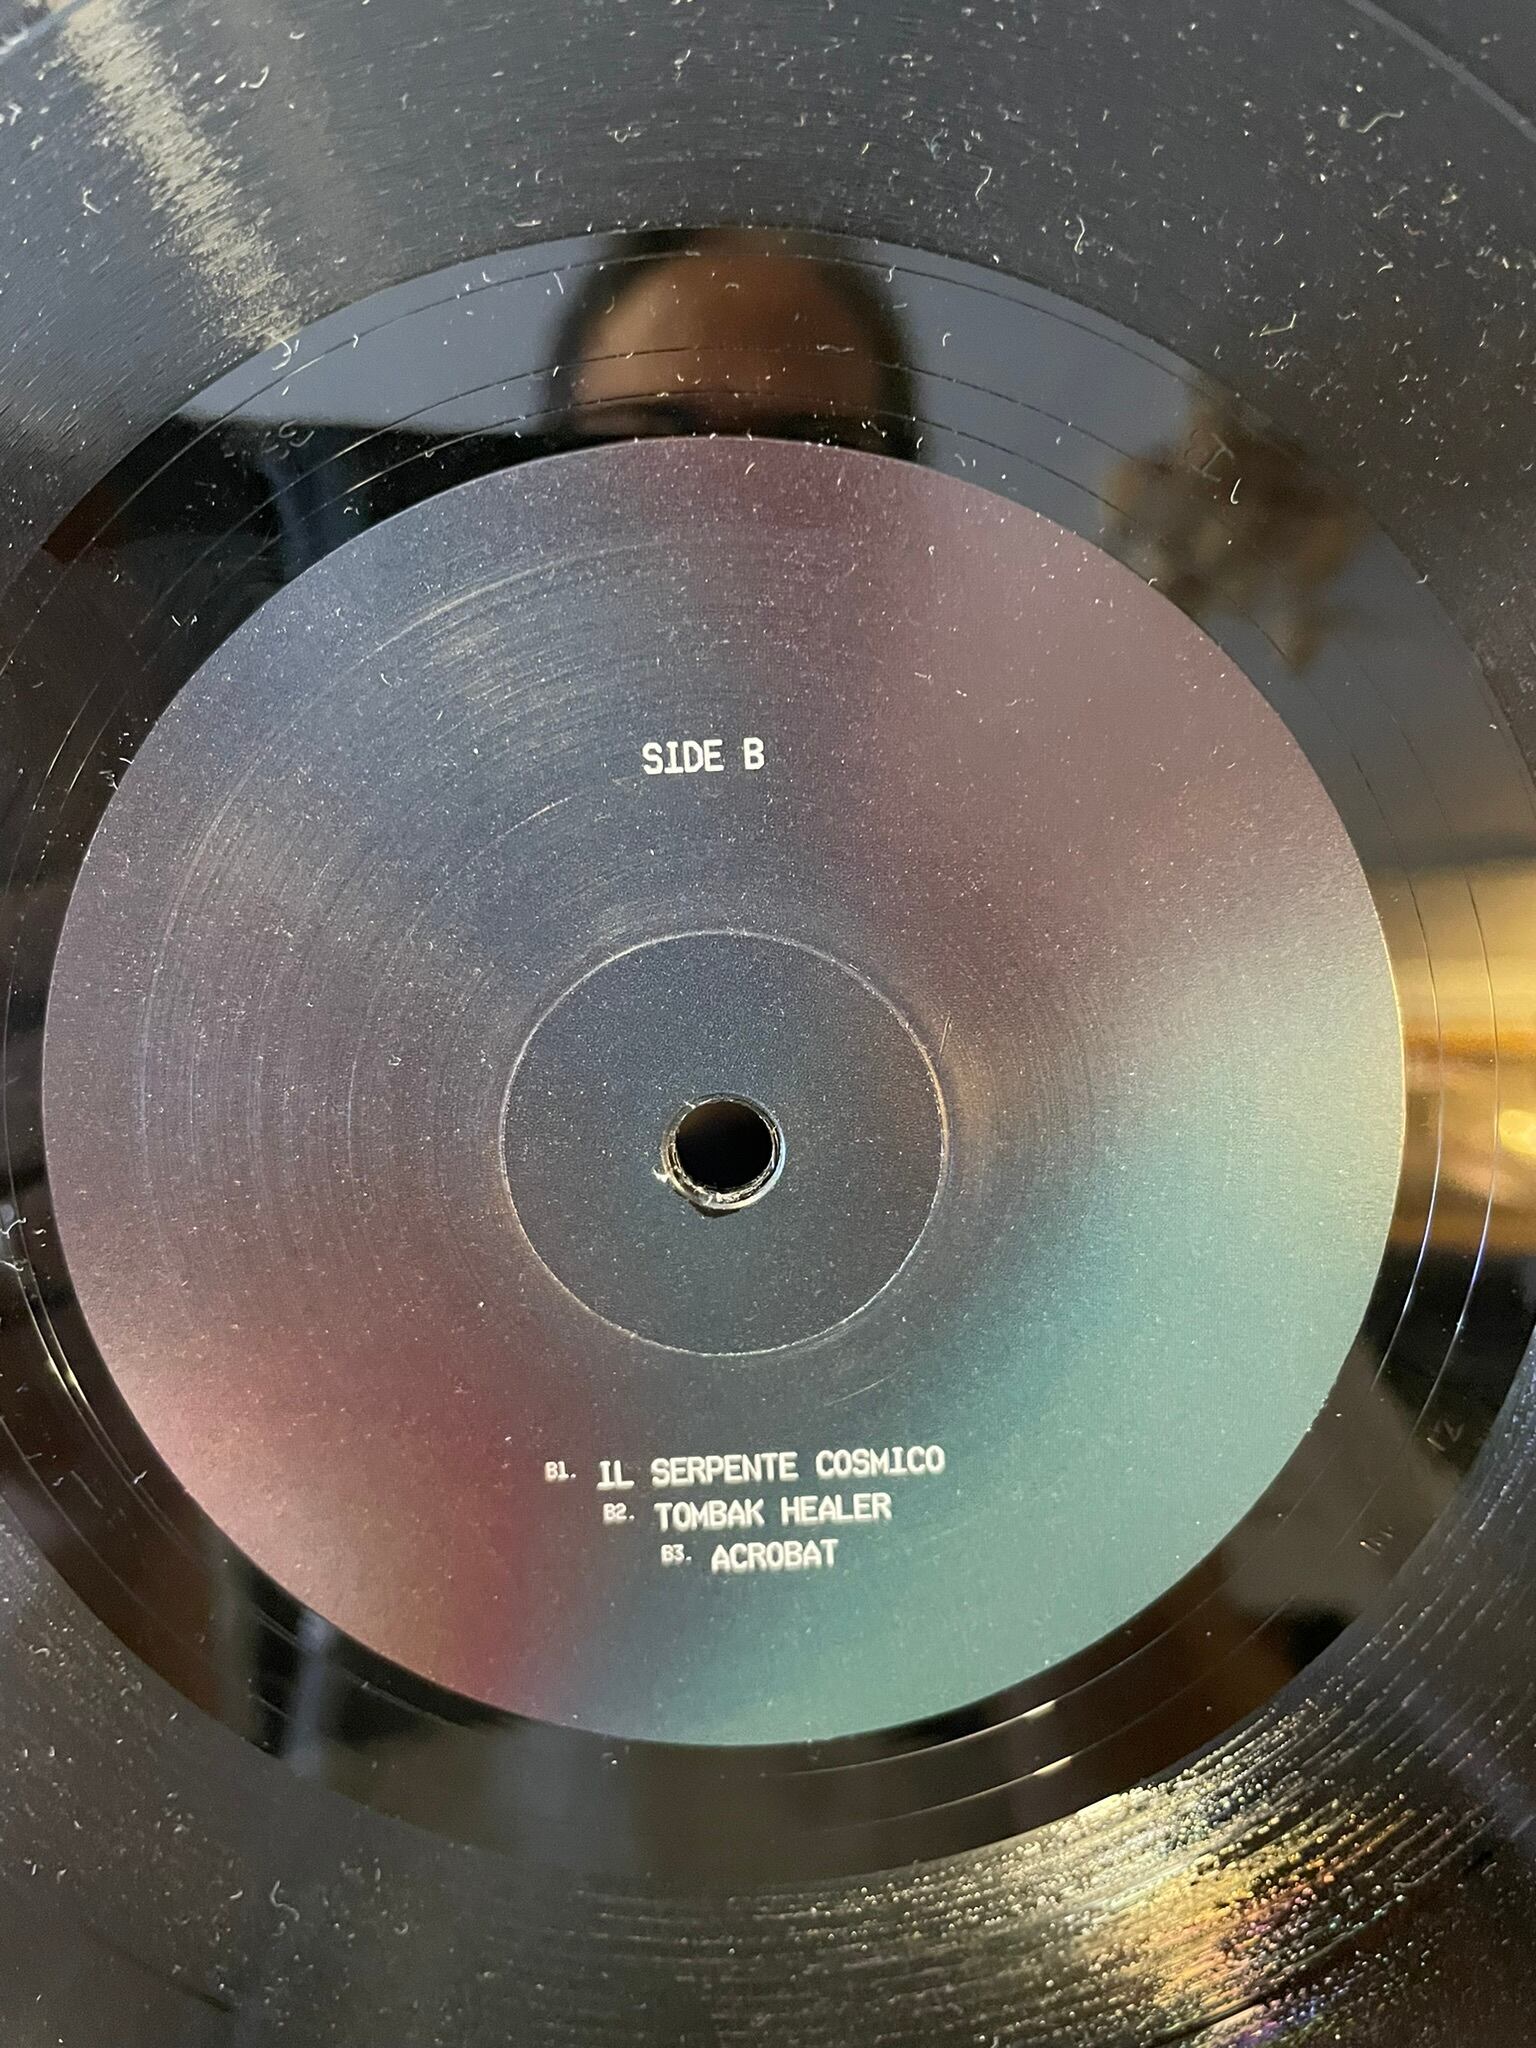 SIDE B
B1. IL SERPENTE COSMICO
B2. TOMBAK HEALER
B3. ACROBAT